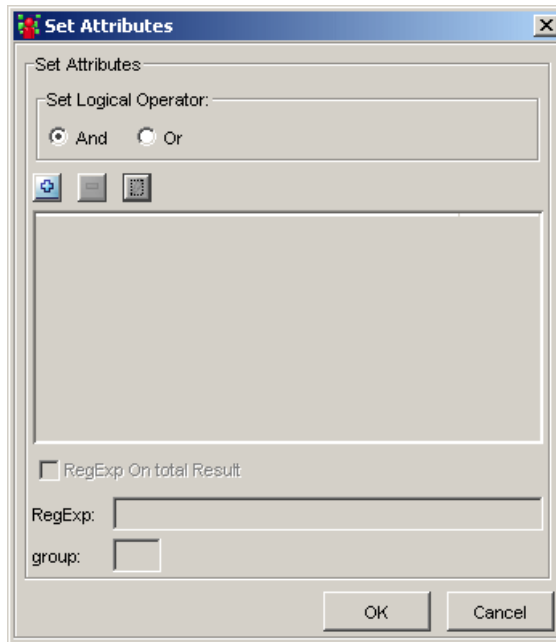 Set Attributes
Set Attributes
Set Logical Operator:
And Or
RegExp On total Result
RegExp:
group:
OK Cancel